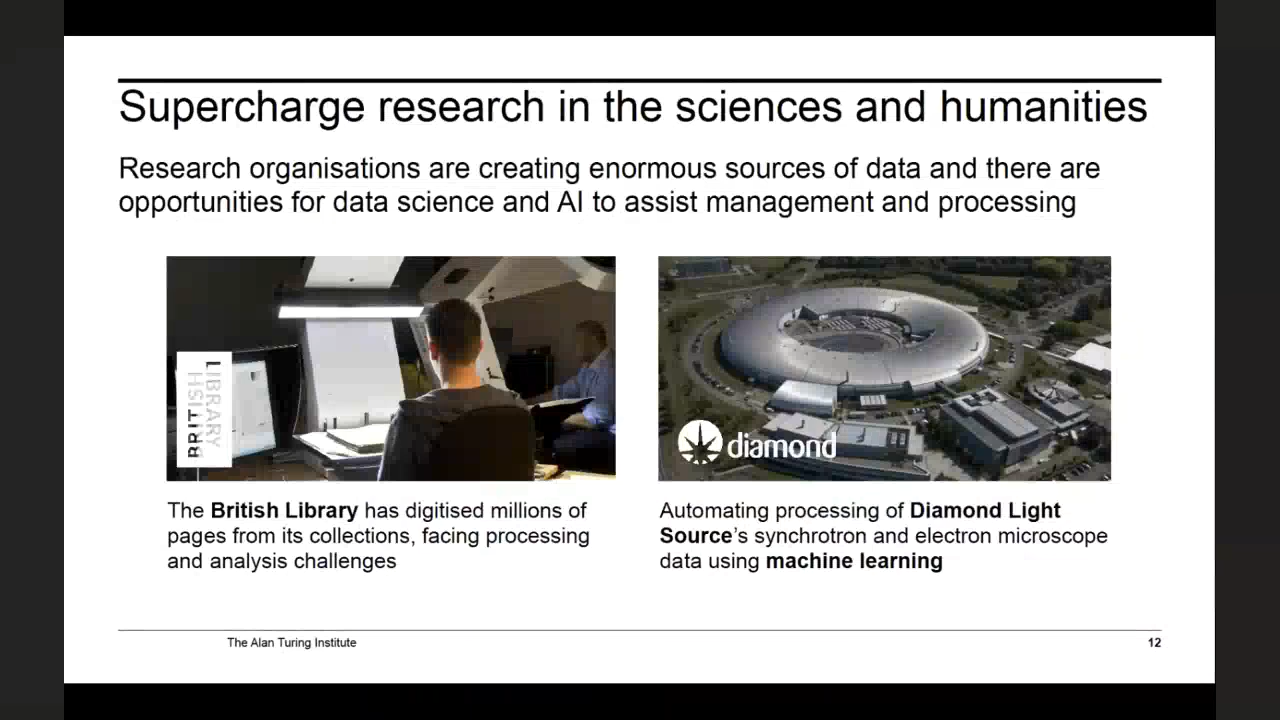 Supercharge research in the sciences and humanities
Research organisations are creating enormous sources of data and there are
opportunities for data science and AI to assist management and processing
BRITISH
LIBRARY
diamond
The British Library has digitised millions of
pages from its collections, facing processing
and analysis challenges
Automating processing of Diamond Light
Source’s synchrotron and electron microscope
data using machine learning
The Alan Turing Institute
12